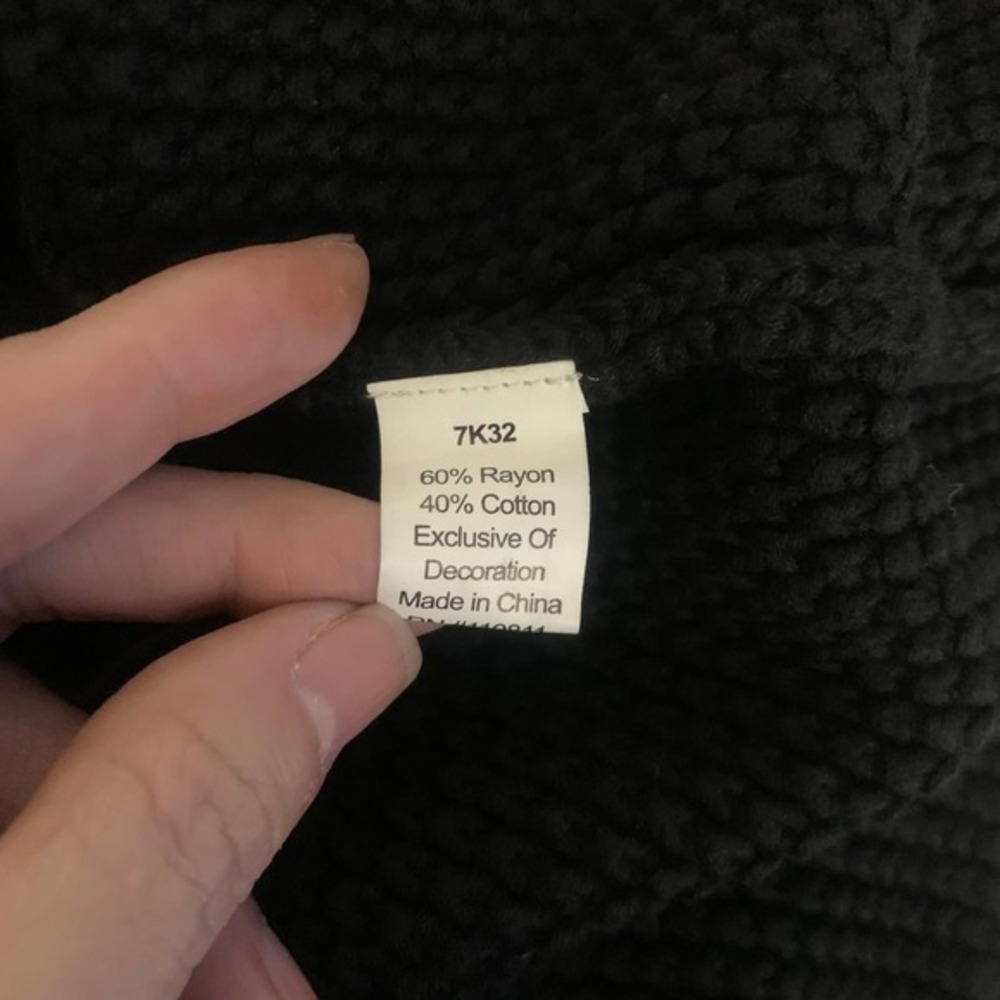 7K32
60% Rayon
40% Cotton
Exclusive Of
Decoration
Made in China